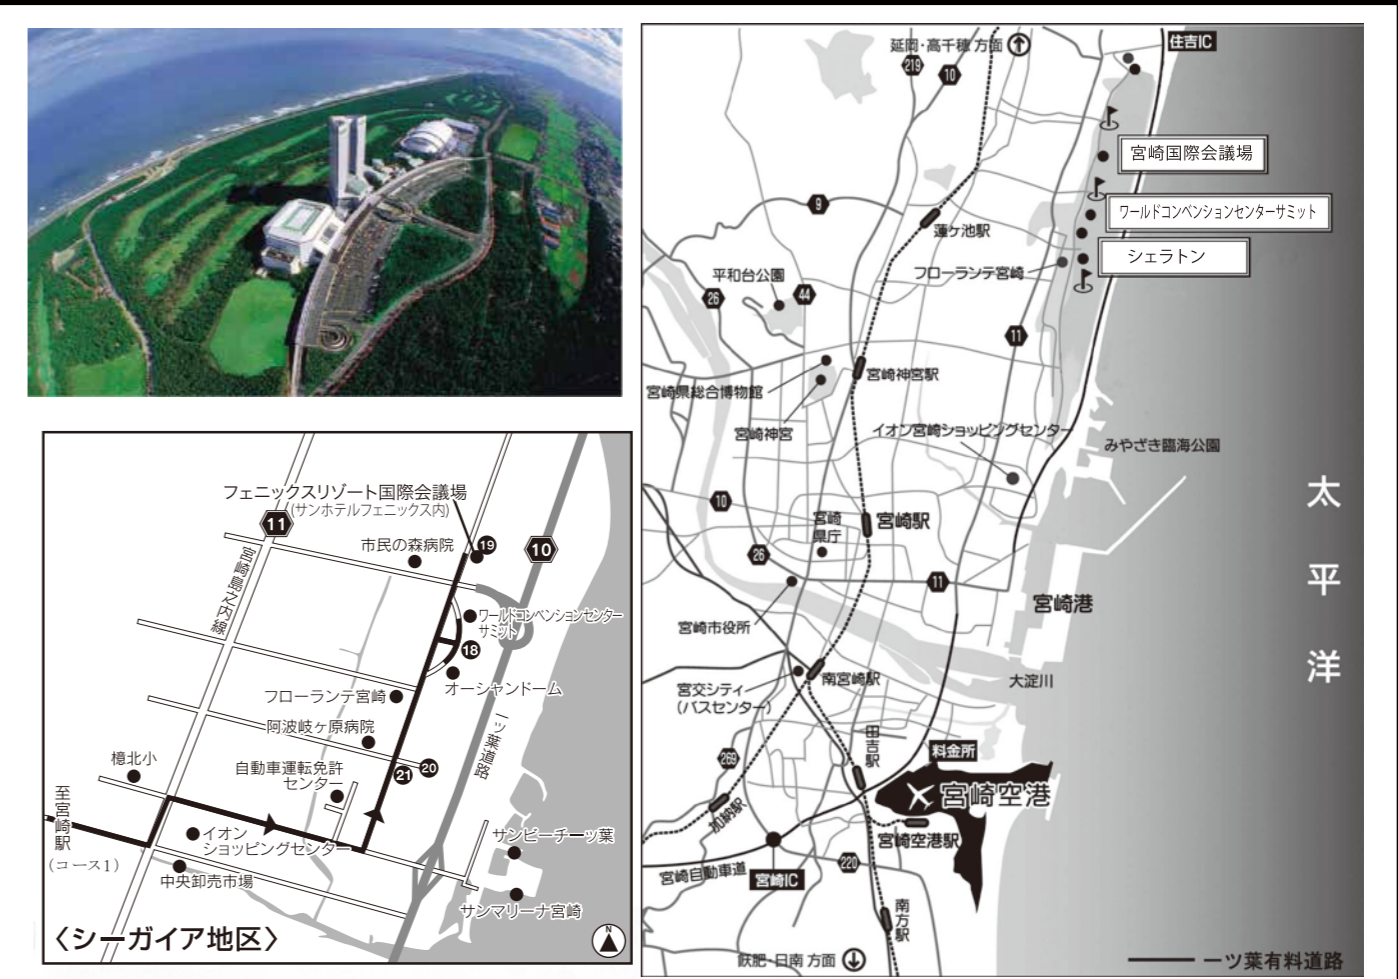 延岡・高千穂 方面
住吉IC
219
10
宮崎国際会議場
ワールドコンベンションセンターサミット
シェラトン
9
蓮ケ池駅
フローランテ宮崎
平和台公園
26
44
11
宮崎県総合博物館
宮崎神宮駅
宮崎神宮
イオン宮崎ショッピングセンター
みやざき臨海公園
太平洋
10
宮崎
県庁
宮崎駅
26
11
宮崎港
宮崎市役所
宮交シティ
(バスセンター)
南宮崎駅
大淀川
田吉駅
料金所
269
宮崎空港
加納駅
宮崎空港駅
宮崎自動車道
宮崎IC
220
南方駅
飫肥・日南 方面
一ツ葉有料道路
フェニックスリゾート国際会議場
(サンホテルフェニックス内)
11
市民の森病院
19
10
宮崎島之内線
ワールドコンベンションセンター
サミット
18
オーシャンドーム
フローランテ宮崎
阿波岐ヶ原病院
一ッ葉道路
檍北小
自動車運転免許
センター
21
20
至宮崎駅
(コース1)
イオン
ショッピングセンター
サンビーチ一ッ葉
中央卸売市場
サンマリーナ宮崎
〈シーガイア地区〉
N